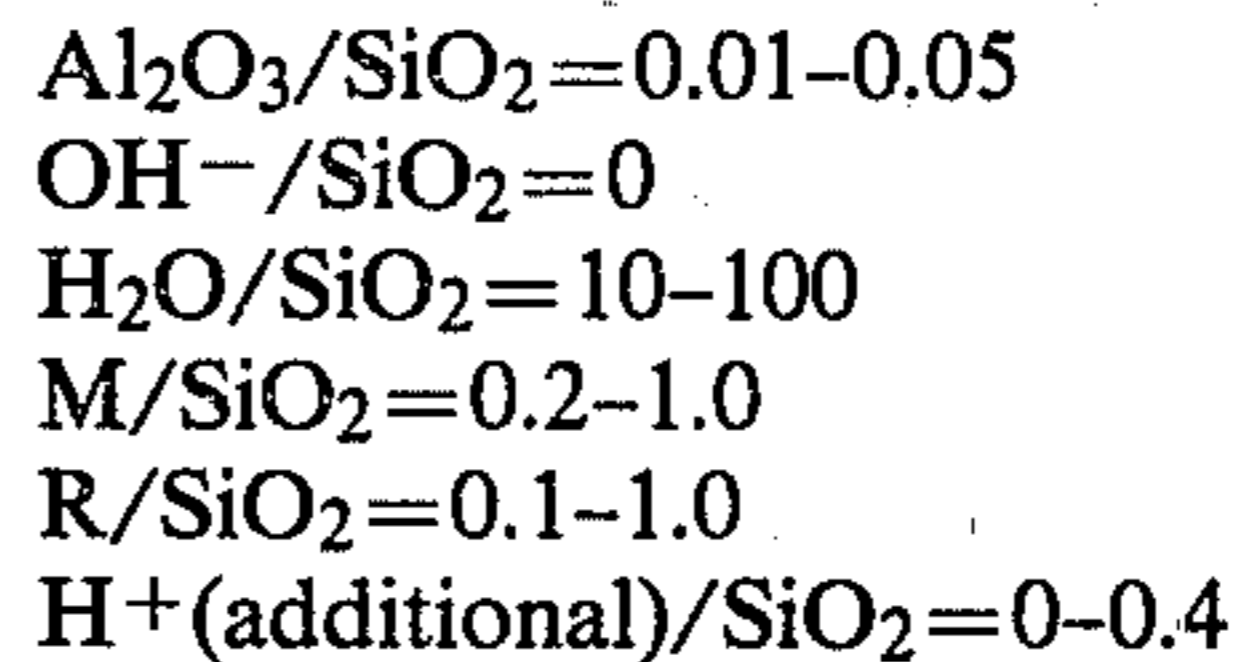 Al₂O₃/SiO₂=0.01–0.05
OH⁻/SiO₂=0
H₂O/SiO₂=10–100
M/SiO₂=0.2–1.0
R/SiO₂=0.1–1.0
H⁺(additional)/SiO₂=0–0.4